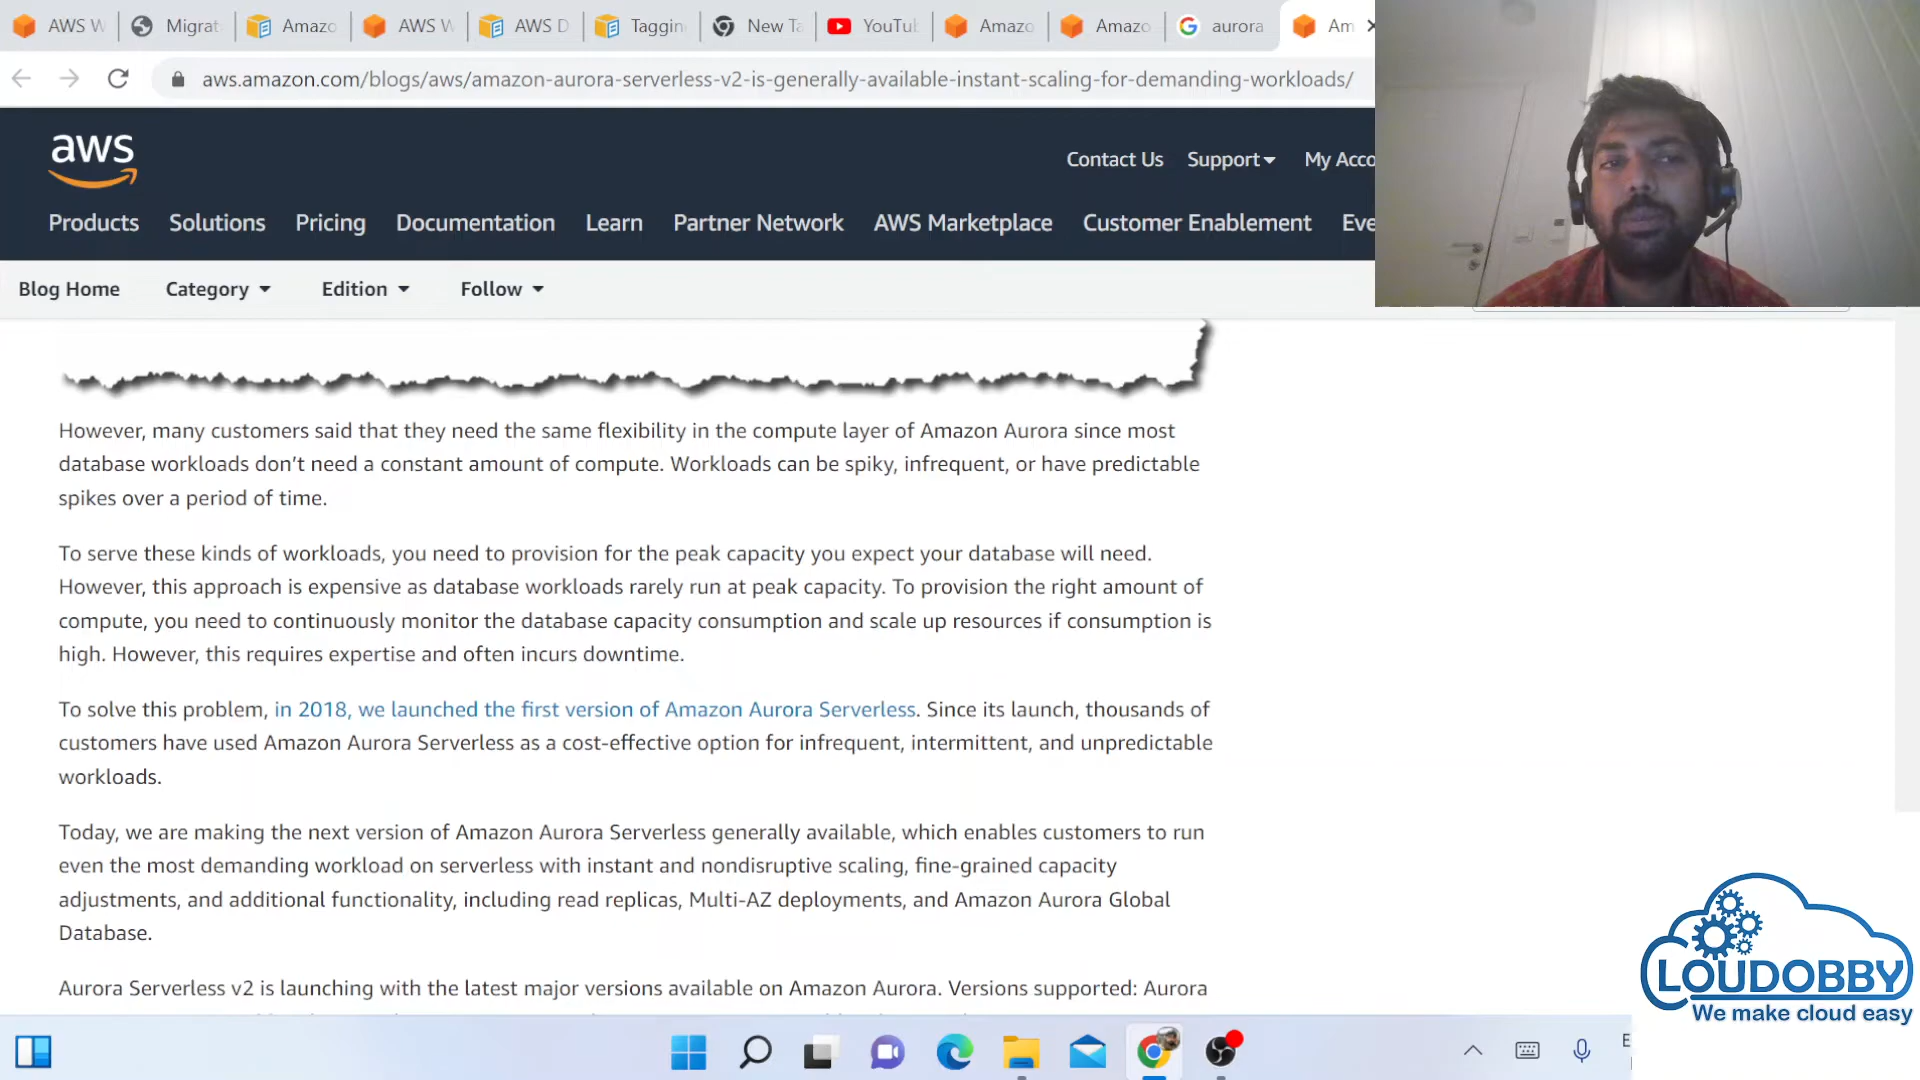 AWS W
Migrat
Amazo
AWS W
AWS D
Taggin
New Ta
YouTub
Amazo
Amazo
aurora
Am
aws.amazon.com/blogs/aws/amazon-aurora-serverless-v2-is-generally-available-instant-scaling-for-demanding-workloads/
aws
Contact Us Support My Acco
Products Solutions Pricing Documentation Learn Partner Network AWS Marketplace Customer Enablement Eve
Blog Home Category Edition Follow
However, many customers said that they need the same flexibility in the compute layer of Amazon Aurora since most
database workloads don’t need a constant amount of compute. Workloads can be spiky, infrequent, or have predictable
spikes over a period of time.
To serve these kinds of workloads, you need to provision for the peak capacity you expect your database will need.
However, this approach is expensive as database workloads rarely run at peak capacity. To provision the right amount of
compute, you need to continuously monitor the database capacity consumption and scale up resources if consumption is
high. However, this requires expertise and often incurs downtime.
To solve this problem, in 2018, we launched the first version of Amazon Aurora Serverless. Since its launch, thousands of
customers have used Amazon Aurora Serverless as a cost-effective option for infrequent, intermittent, and unpredictable
workloads.
Today, we are making the next version of Amazon Aurora Serverless generally available, which enables customers to run
even the most demanding workload on serverless with instant and nondisruptive scaling, fine-grained capacity
adjustments, and additional functionality, including read replicas, Multi-AZ deployments, and Amazon Aurora Global
Database.
Aurora Serverless v2 is launching with the latest major versions available on Amazon Aurora. Versions supported: Aurora
LOUDOBBY
We make cloud easy